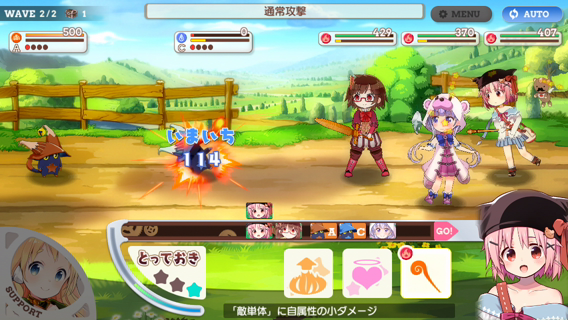 WAVE 2/2 1
通常攻撃
MENU
AUTO
500
A
0
C
429
370
407
いまいち
114
A C GO!
とっておき
SUPPORT
「敵単体」に自属性の小ダメージ